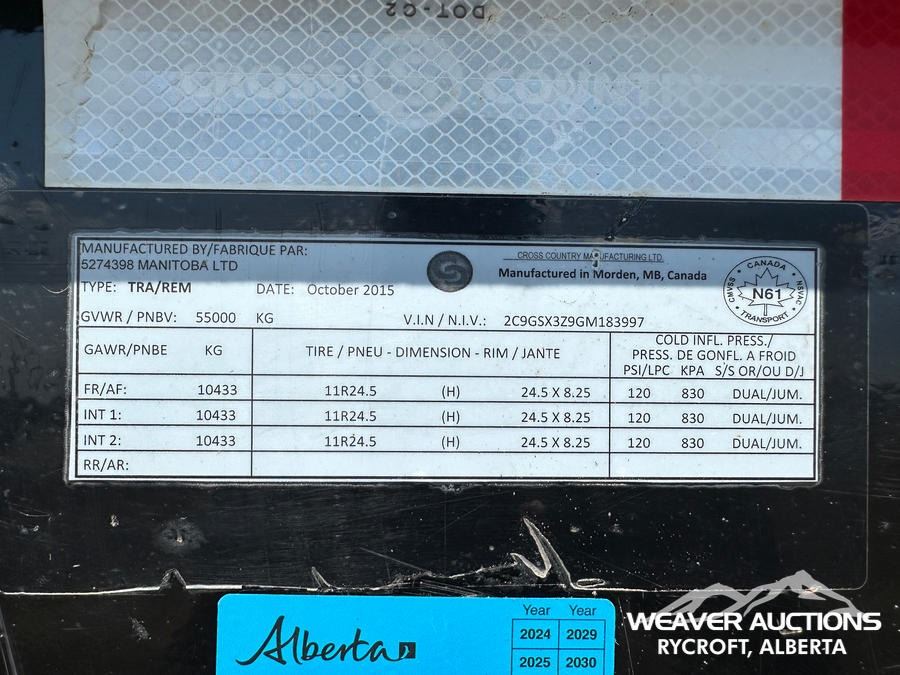 DOT-C2
MANUFACTURED BY/FABRIQUE PAR:
5274398 MANITOBA LTD
S
CROSS COUNTRY MANUFACTURING LTD.
Manufactured in Morden, MB, Canada
CANADA
CMVSS N61 NSVAC
TRANSPORT
TYPE: TRA/REM DATE: October 2015
GVWR / PNBV: 55000 KG V.I.N / N.I.V.: 2C9GSX3Z9GM183997
GAWR/PNBE KG TIRE / PNEU - DIMENSION - RIM / JANTE
COLD INFL. PRESS./
PRESS. DE GONFL. A FROID
PSI/LPC KPA S/S OR/OU D/J
FR/AF: 10433 11R24.5 (H) 24.5 X 8.25 120 830 DUAL/JUM.
INT 1: 10433 11R24.5 (H) 24.5 X 8.25 120 830 DUAL/JUM.
INT 2: 10433 11R24.5 (H) 24.5 X 8.25 120 830 DUAL/JUM.
RR/AR:
Alberta
Year Year
2024 2029
2025 2030
WEAVER AUCTIONS
RYCROFT, ALBERTA